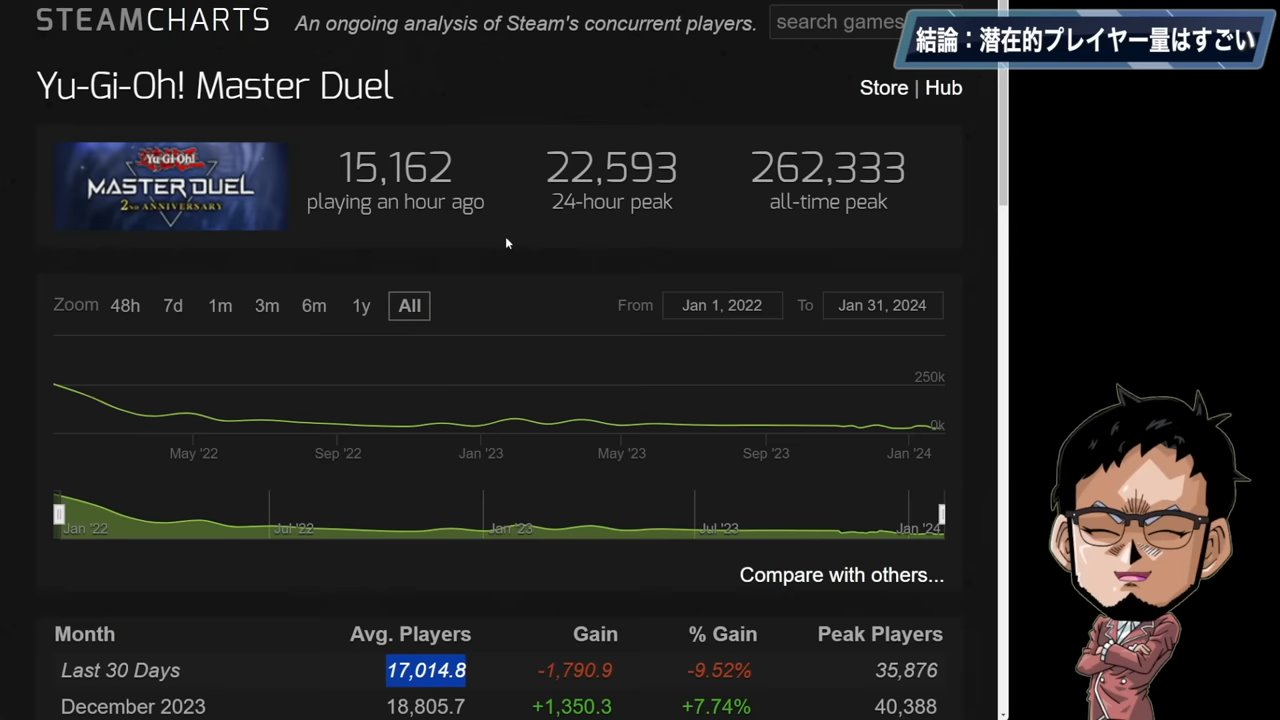 STEAMCHARTS
An ongoing analysis of Steam's concurrent players.
search games
結論：潜在的プレイヤー量はすごい
Yu-Gi-Oh! Master Duel
Store | Hub
Yu-Gi-Oh!
MASTER DUEL
2ND ANNIVERSARY
15,162
playing an hour ago
22,593
24-hour peak
262,333
all-time peak
Zoom 48h 7d 1m 3m 6m 1y All
From Jan 1, 2022 To Jan 31, 2024
250k
0k
May '22 Sep '22 Jan '23 May '23 Sep '23 Jan '24
Jan '22 Jul '22 Jan '23 Jul '23 Jan '24
Compare with others...
Month Avg. Players Gain % Gain Peak Players
Last 30 Days 17,014.8 -1,790.9 -9.52% 35,876
December 2023 18,805.7 +1,350.3 +7.74% 40,388